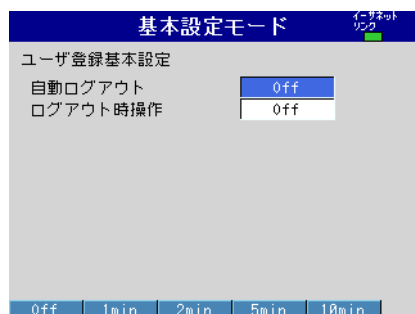 基本設定モード
イーサネット
リンク
ユーザ登録基本設定
自動ログアウト Off
ログアウト時操作 Off
Off 1min 2min 5min 10min